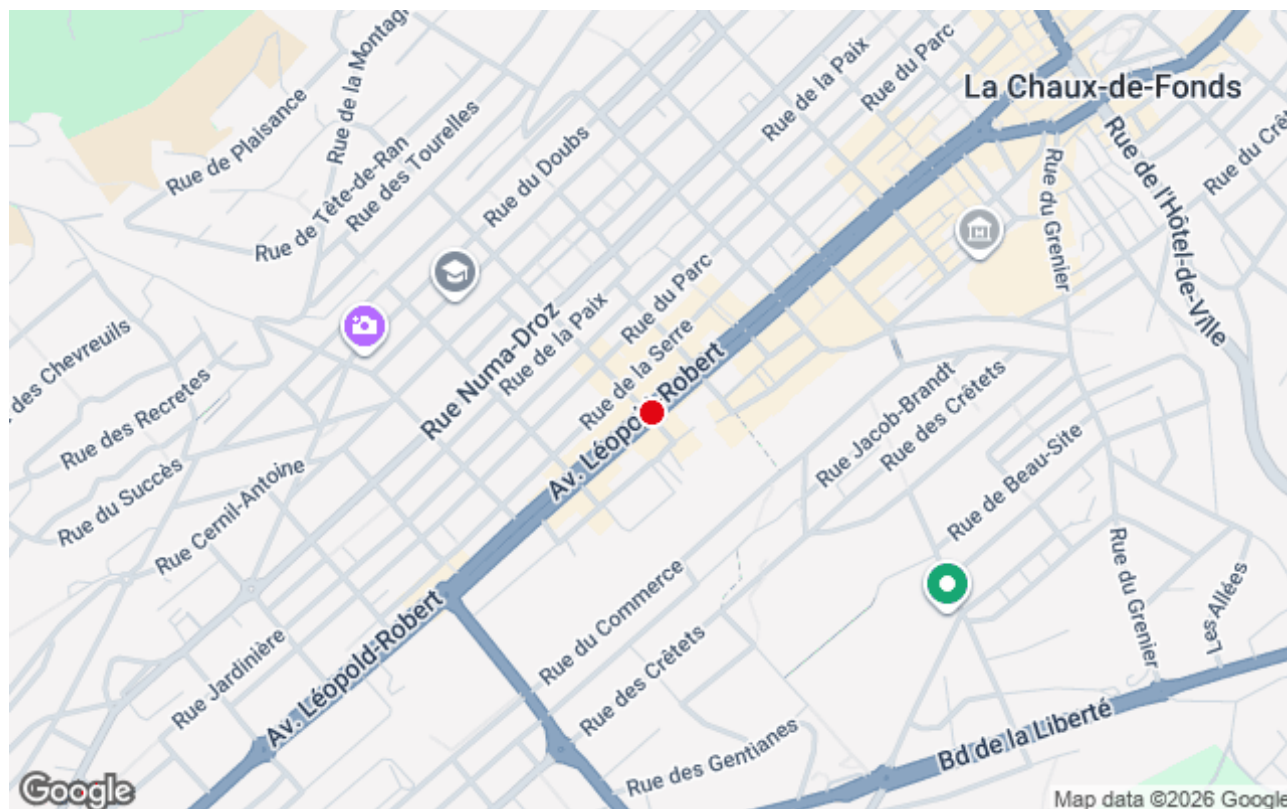 Rue de la Montagn
Rue de Plaisance
Rue de Tête-de-Ran
Rue des Tourelles
Rue du Doubs
Rue de la Paix
Rue du Parc
La Chaux-de-Fonds
Rue de l'Hôtel-de-Ville
Rue du Crêt
Rue du Grenier
Rue du Parc
Rue de la Paix
Rue Numa-Droz
Rue de la Serre
Av. Léopold-Robert
des Chevreuils
Rue des Recretes
Rue du Succès
Rue Cernil-Antoine
Rue Jacob-Brandt
Rue des Crêtets
Rue de Beau-Site
Rue du Grenier
Les Allées
Rue du Commerce
Rue des Crêtets
Rue Jardinière
Av. Léopold-Robert
Rue des Gentianes
Bd de la Liberté
Google
Map data ©2026 Google